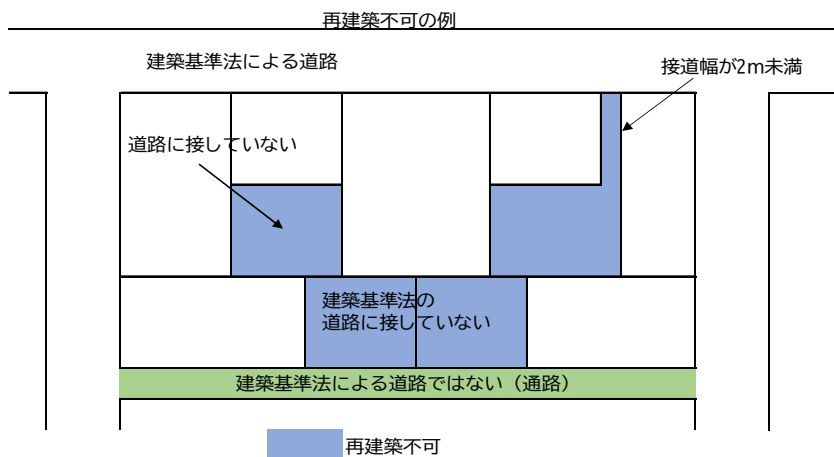 再建築不可の例
建築基準法による道路
接道幅が2m未満
道路に接していない
建築基準法の
道路に接していない
建築基準法による道路ではない（通路）
再建築不可